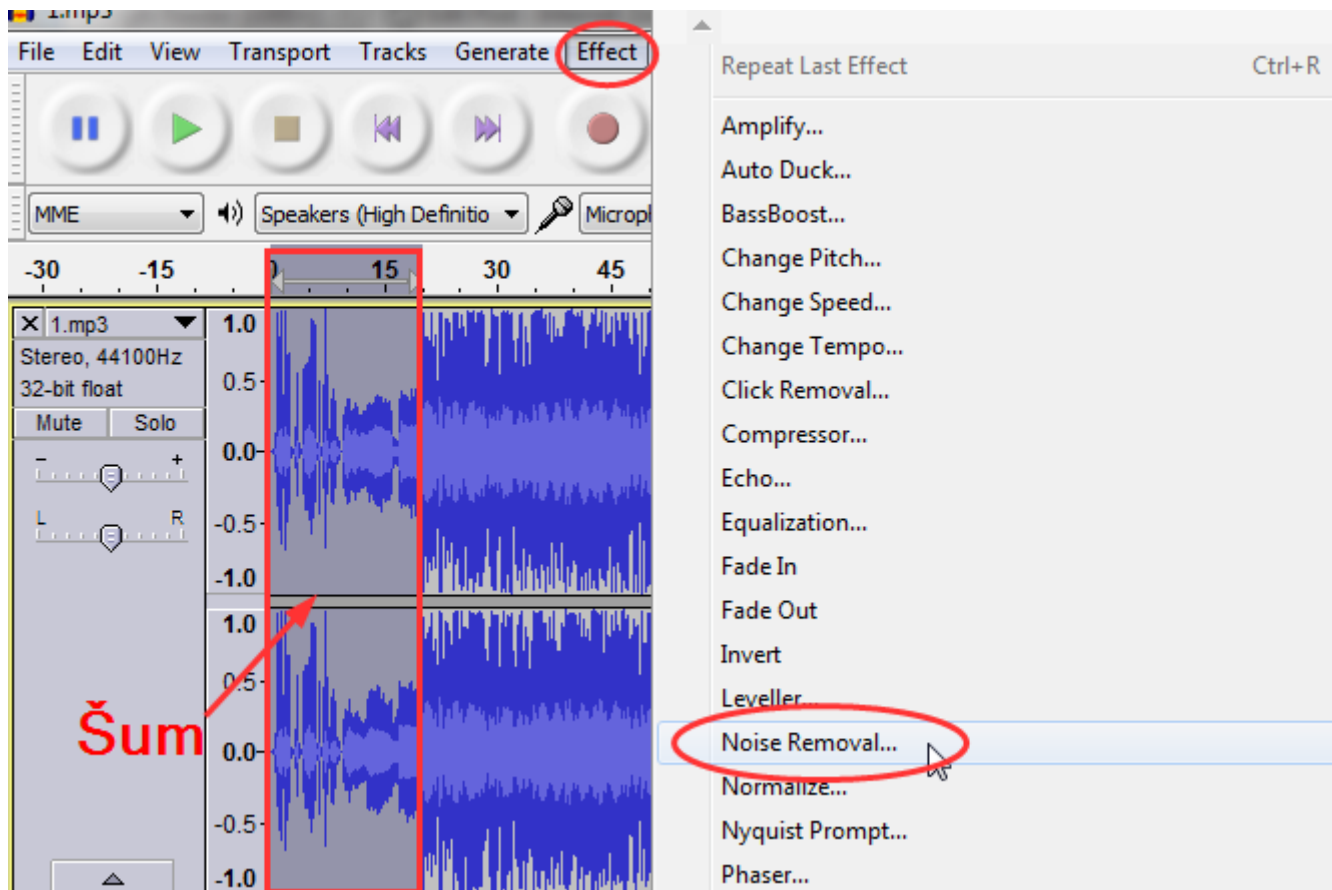 1.mp3
File Edit View Transport Tracks Generate Effect
MME Speakers (High Definitio Microp
-30 -15 0 15 30 45
1.mp3
Stereo, 44100Hz
32-bit float
Mute Solo
- +
L R
1.0
0.5
0.0
-0.5
-1.0
1.0
0.5
0.0
-0.5
-1.0
Šum
Repeat Last Effect Ctrl+R
Amplify...
Auto Duck...
BassBoost...
Change Pitch...
Change Speed...
Change Tempo...
Click Removal...
Compressor...
Echo...
Equalization...
Fade In
Fade Out
Invert
Leveller...
Noise Removal...
Normalize...
Nyquist Prompt...
Phaser...